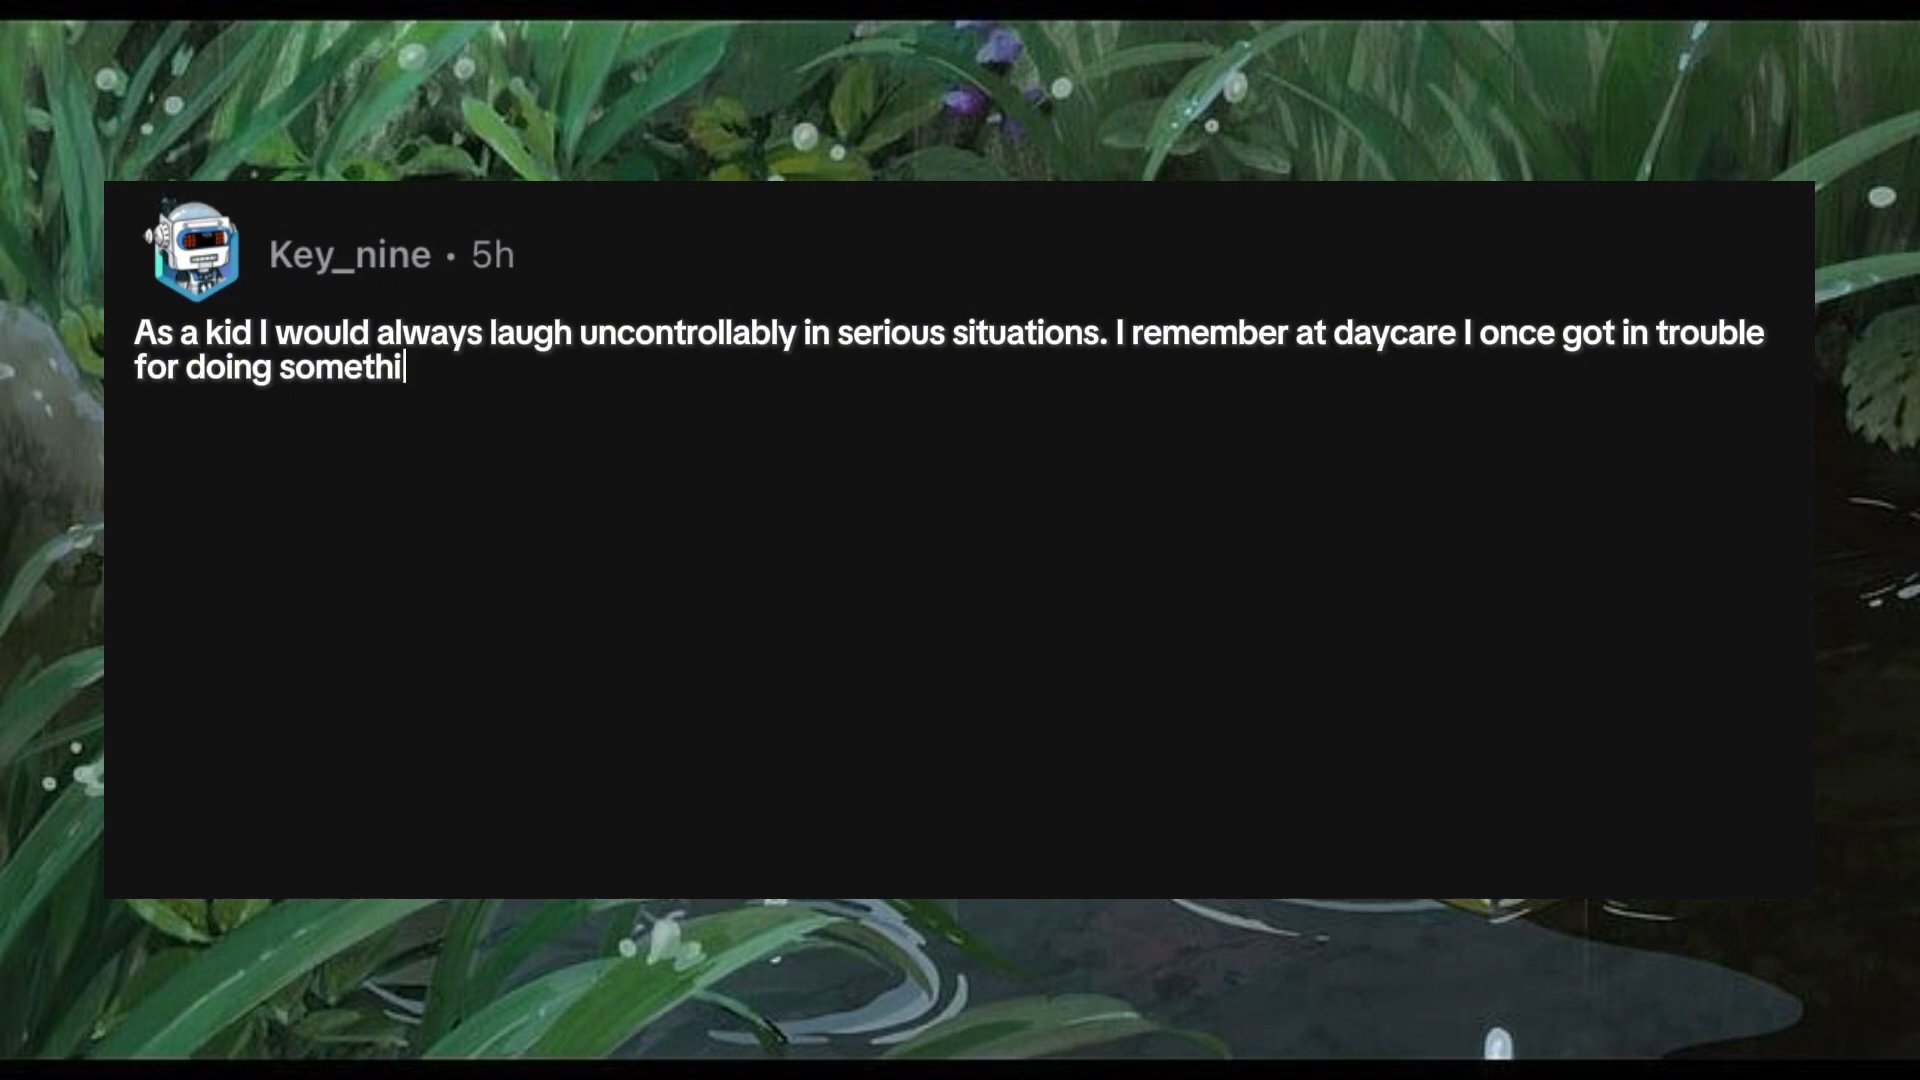 Key_nine • 5h
As a kid I would always laugh uncontrollably in serious situations. I remember at daycare I once got in trouble
for doing somethi